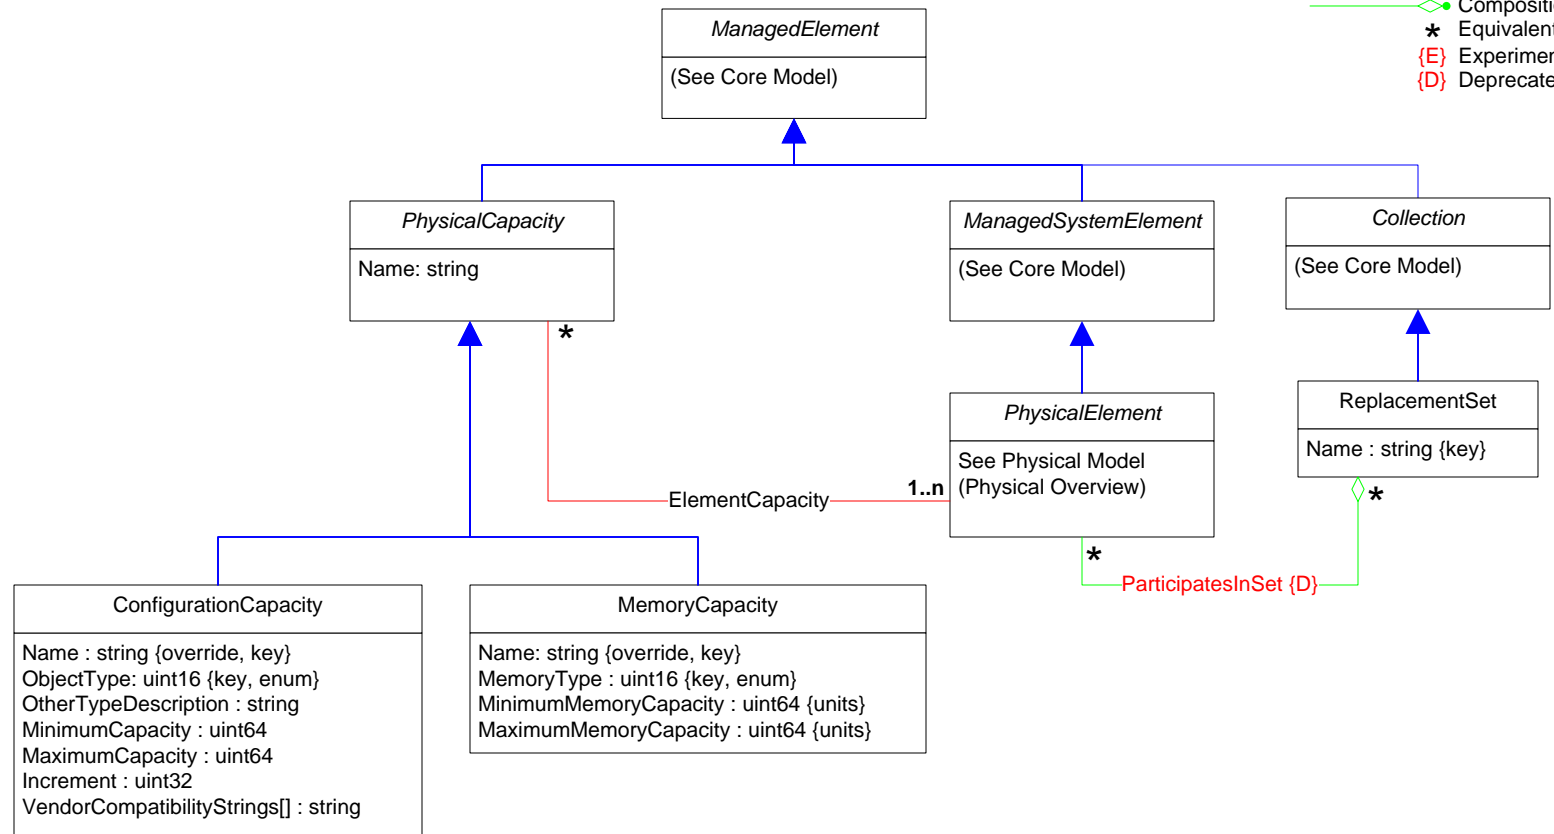 Compositi
* Equivalent
{E} Experimen
{D} Deprecate
ManagedElement
(See Core Model)
PhysicalCapacity
Name: string
ManagedSystemElement
(See Core Model)
Collection
(See Core Model)
*
PhysicalElement
See Physical Model
(Physical Overview)
ReplacementSet
Name : string {key}
ElementCapacity
1..n
*
*
ParticipatesInSet {D}
ConfigurationCapacity
Name : string {override, key}
ObjectType: uint16 {key, enum}
OtherTypeDescription : string
MinimumCapacity : uint64
MaximumCapacity : uint64
Increment : uint32
VendorCompatibilityStrings[] : string
MemoryCapacity
Name: string {override, key}
MemoryType : uint16 {key, enum}
MinimumMemoryCapacity : uint64 {units}
MaximumMemoryCapacity : uint64 {units}